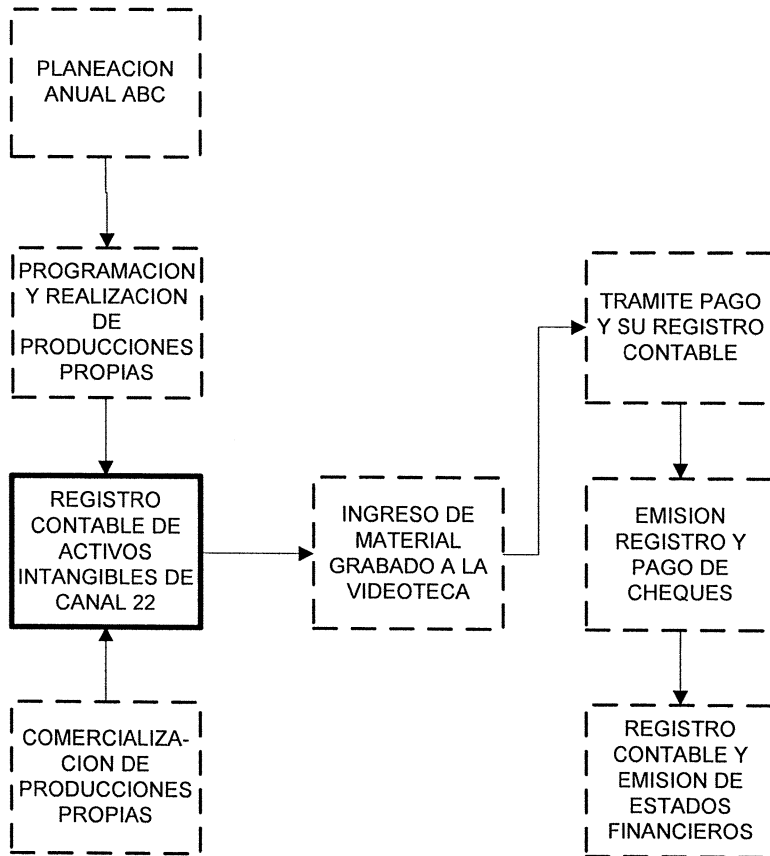 PLANEACION
ANUAL ABC
PROGRAMACION
Y REALIZACION
DE
PRODUCCIONES
PROPIAS
REGISTRO
CONTABLE DE
ACTIVOS
INTANGIBLES DE
CANAL 22
COMERCIALIZA-
CION DE
PRODUCCIONES
PROPIAS
INGRESO DE
MATERIAL
GRABADO A LA
VIDEOTECA
TRAMITE PAGO
Y SU REGISTRO
CONTABLE
EMISION
REGISTRO Y
PAGO DE
CHEQUES
REGISTRO
CONTABLE Y
EMISION DE
ESTADOS
FINANCIEROS